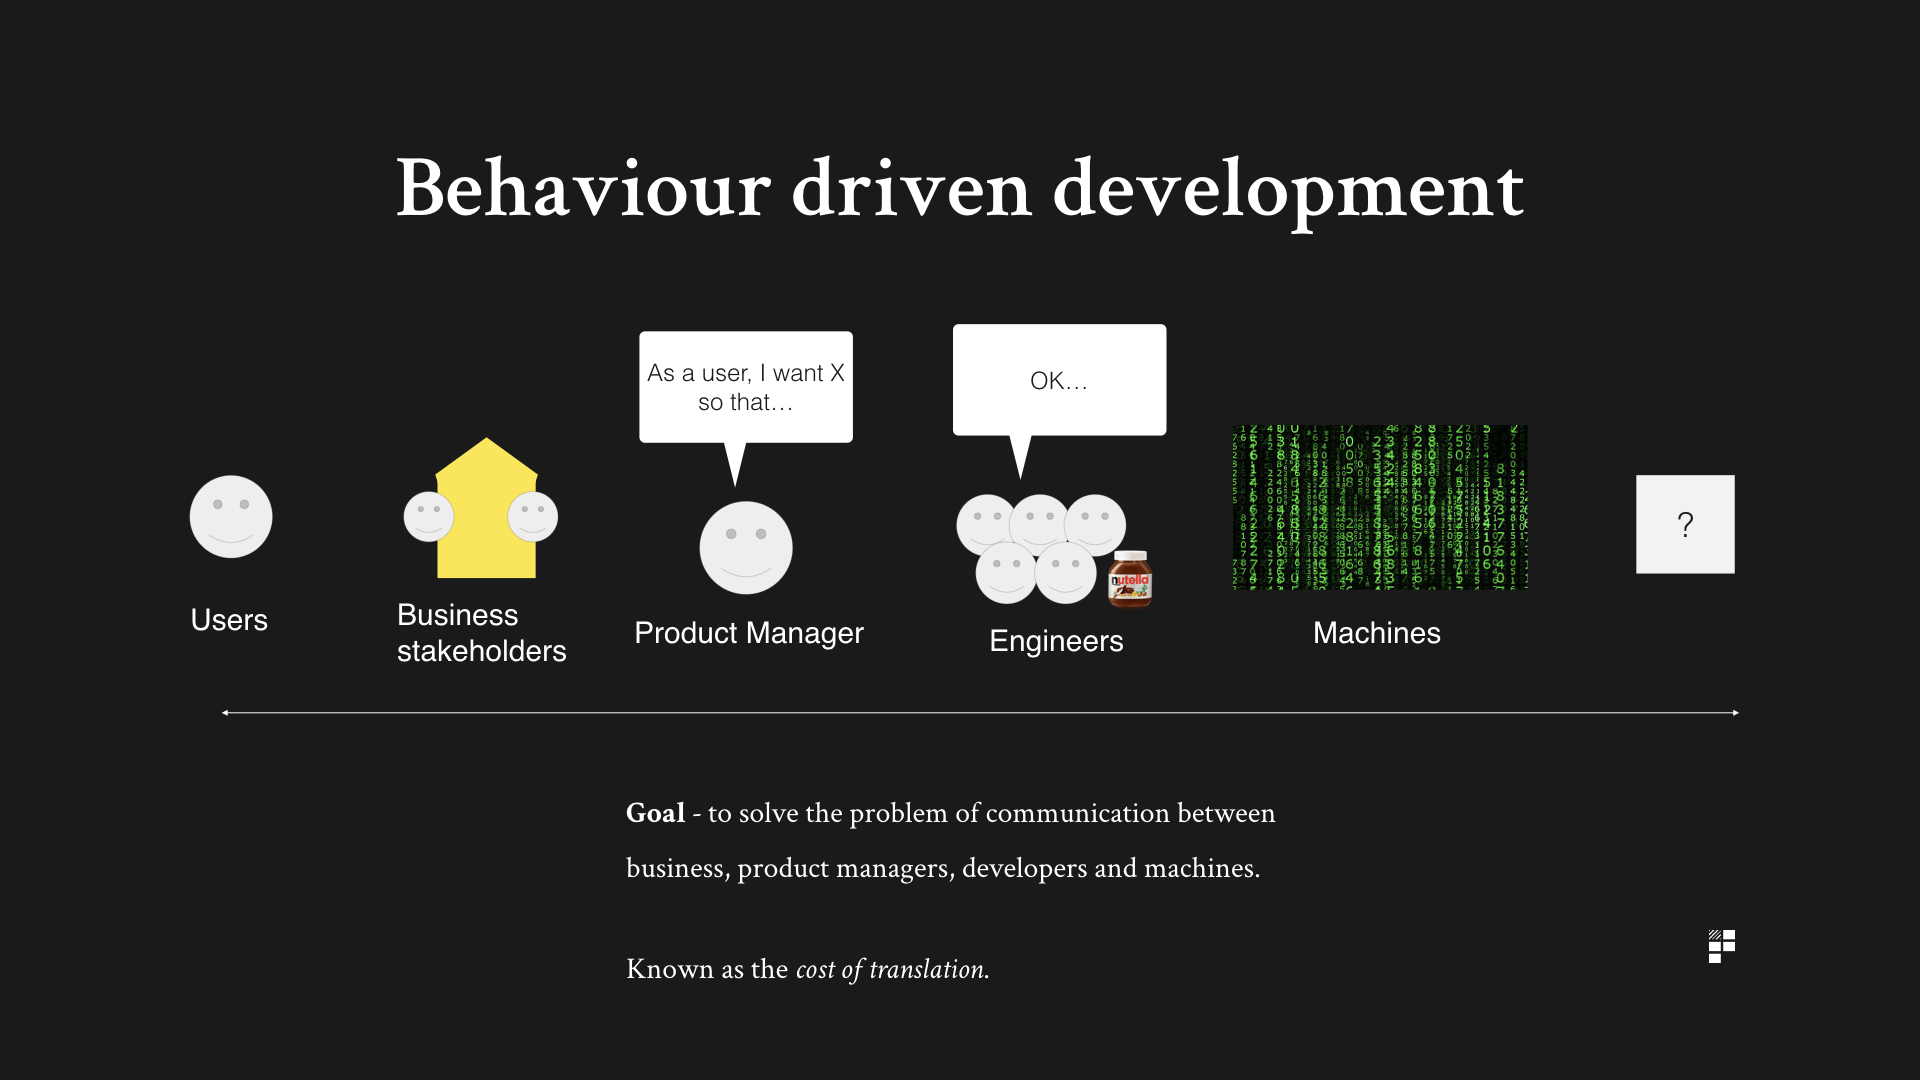 Behaviour driven development
As a user, I want X
so that…
OK…
?
nutella
Users
Business
stakeholders
Product Manager
Engineers
Machines
Goal - to solve the problem of communication between
business, product managers, developers and machines.
Known as the cost of translation.